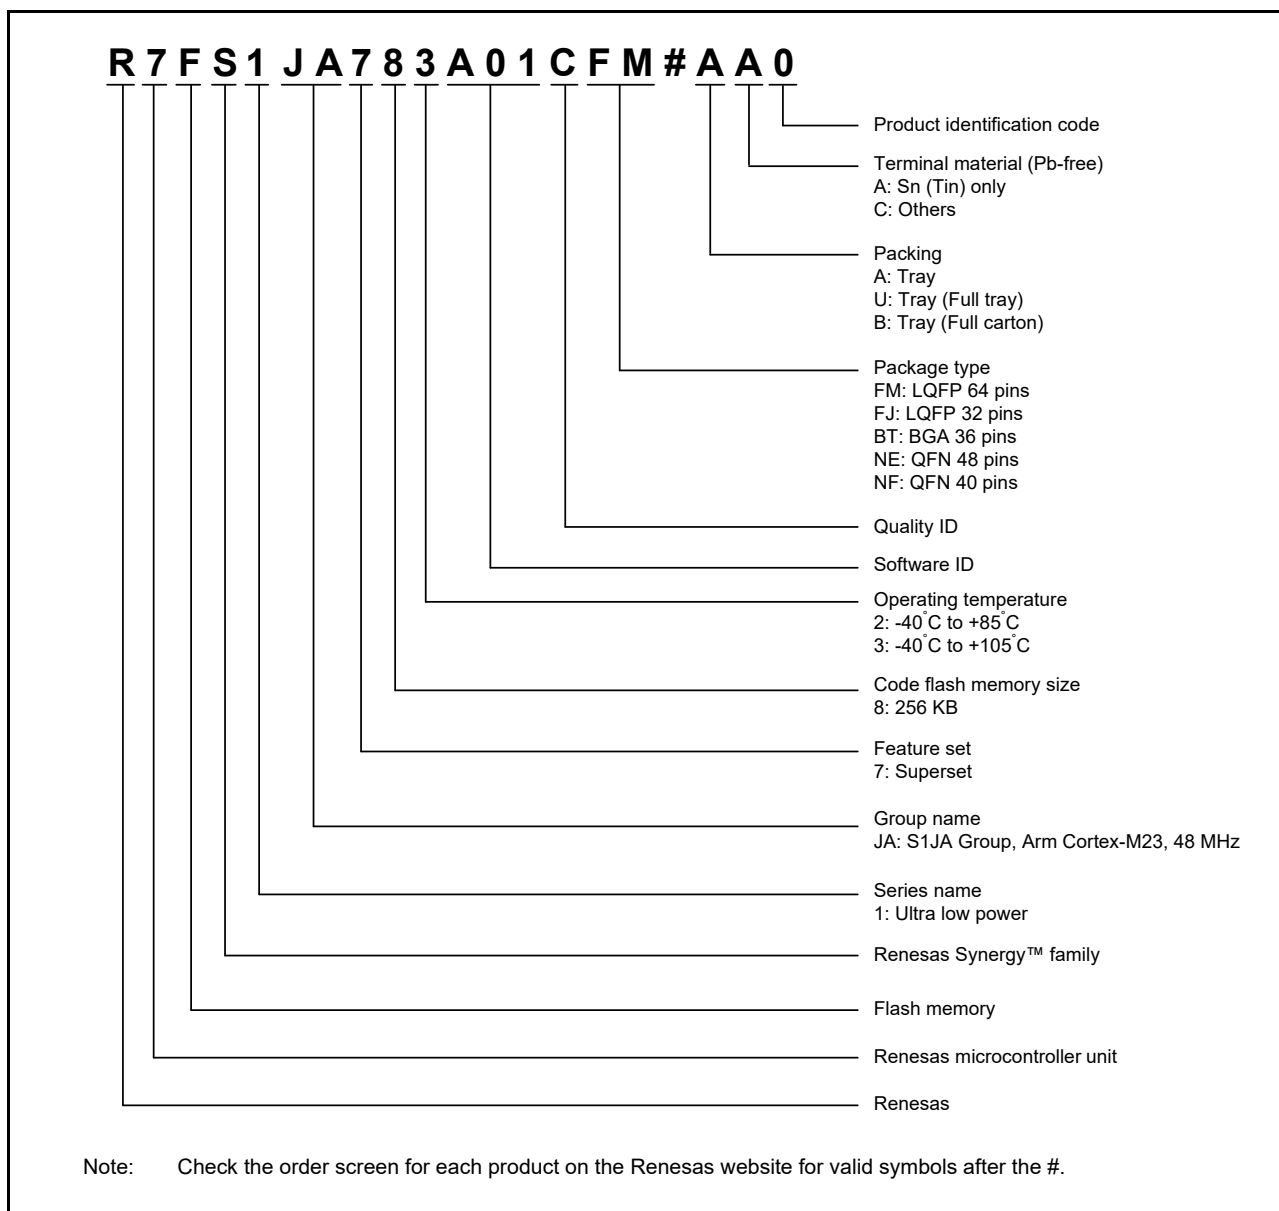 R7FS1JA783A01CFM#AA0
Product identification code
Terminal material (Pb-free)
A: Sn (Tin) only
C: Others
Packing
A: Tray
U: Tray (Full tray)
B: Tray (Full carton)
Package type
FM: LQFP 64 pins
FJ: LQFP 32 pins
BT: BGA 36 pins
NE: QFN 48 pins
NF: QFN 40 pins
Quality ID
Software ID
Operating temperature
2: -40°C to +85°C
3: -40°C to +105°C
Code flash memory size
8: 256 KB
Feature set
7: Superset
Group name
JA: S1JA Group, Arm Cortex-M23, 48 MHz
Series name
1: Ultra low power
Renesas Synergy™ family
Flash memory
Renesas microcontroller unit
Renesas
Note: Check the order screen for each product on the Renesas website for valid symbols after the #.